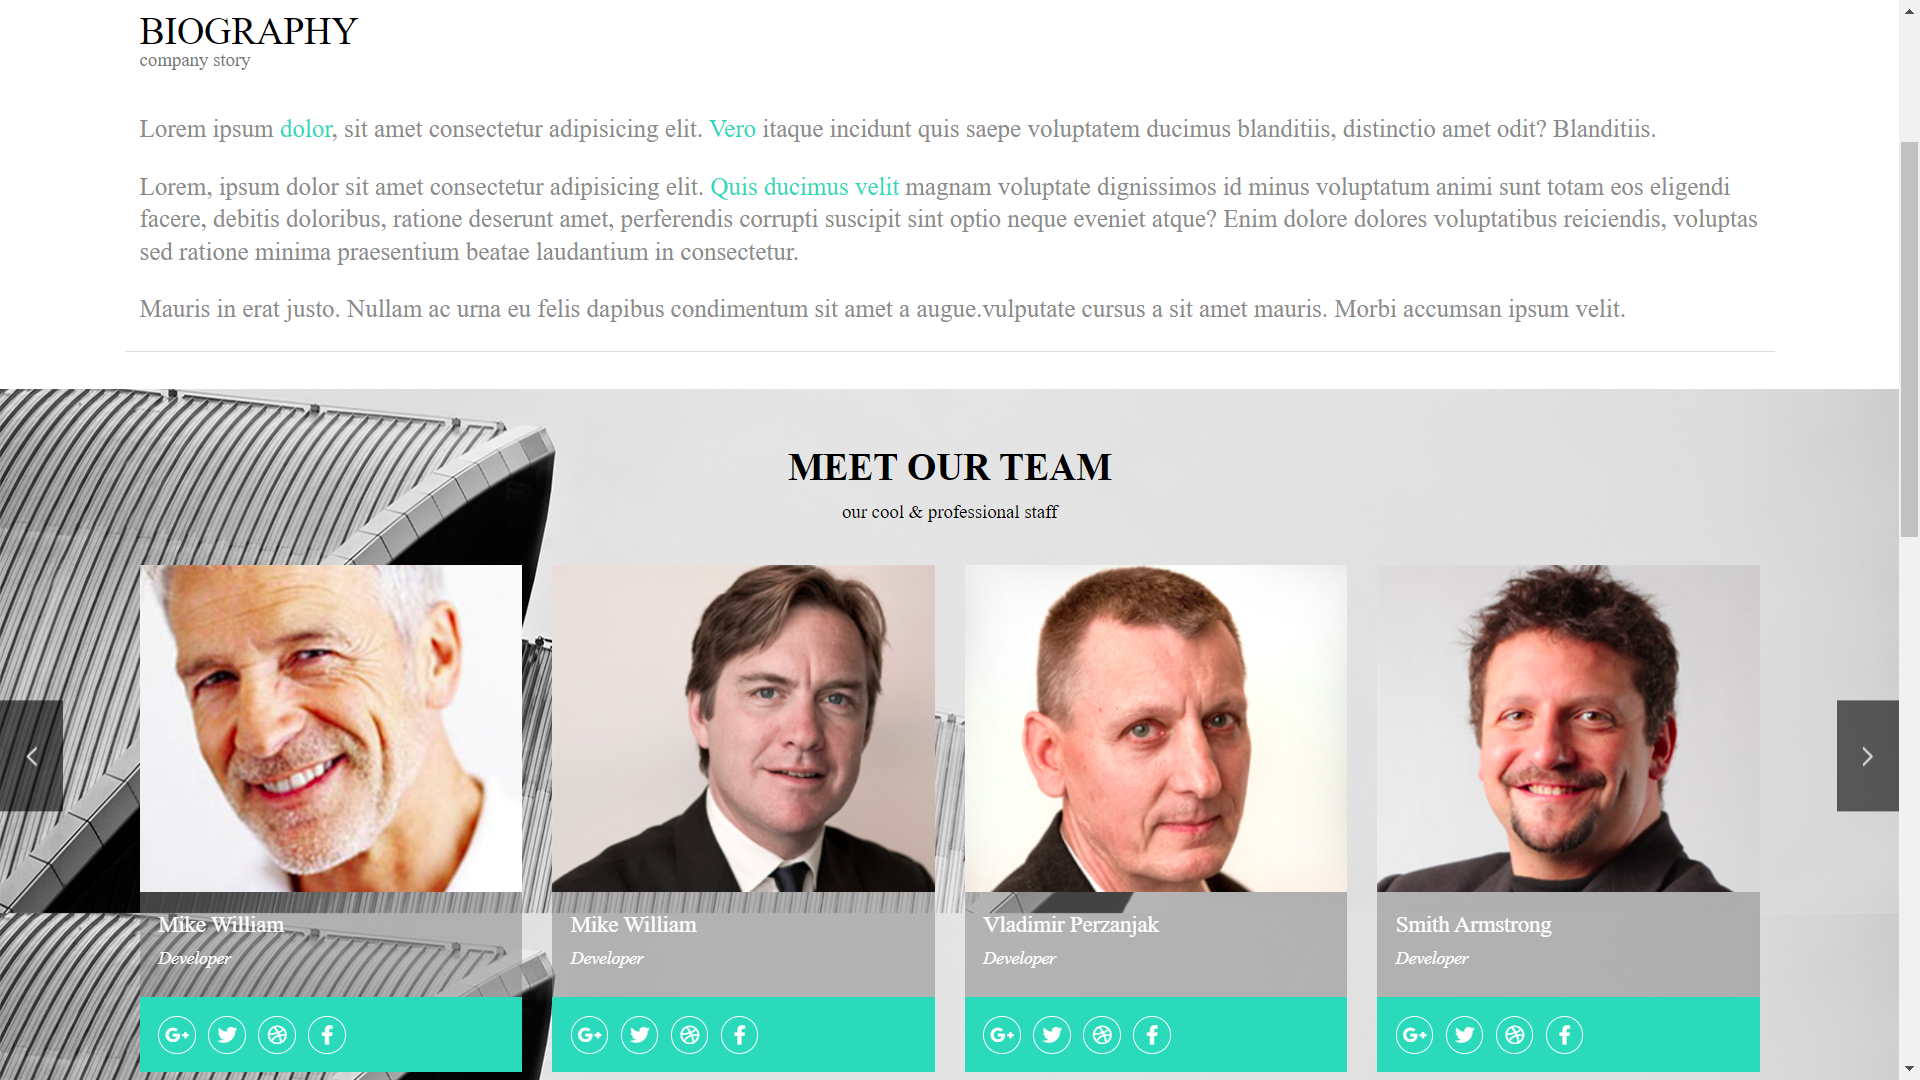 BIOGRAPHY
company story
Lorem ipsum dolor, sit amet consectetur adipisicing elit. Vero itaque incidunt quis saepe voluptatem ducimus blanditiis, distinctio amet odit? Blanditiis.
Lorem, ipsum dolor sit amet consectetur adipisicing elit. Quis ducimus velit magnam voluptate dignissimos id minus voluptatum animi sunt totam eos eligendi
facere, debitis doloribus, ratione deserunt amet, perferendis corrupti suscipit sint optio neque eveniet atque? Enim dolore dolores voluptatibus reiciendis, voluptas
sed ratione minima praesentium beatae laudantium in consectetur.
Mauris in erat justo. Nullam ac urna eu felis dapibus condimentum sit amet a augue.vulputate cursus a sit amet mauris. Morbi accumsan ipsum velit.
MEET OUR TEAM
our cool & professional staff
Mike William
Developer
Mike William
Developer
Vladimir Perzanjak
Developer
Smith Armstrong
Developer